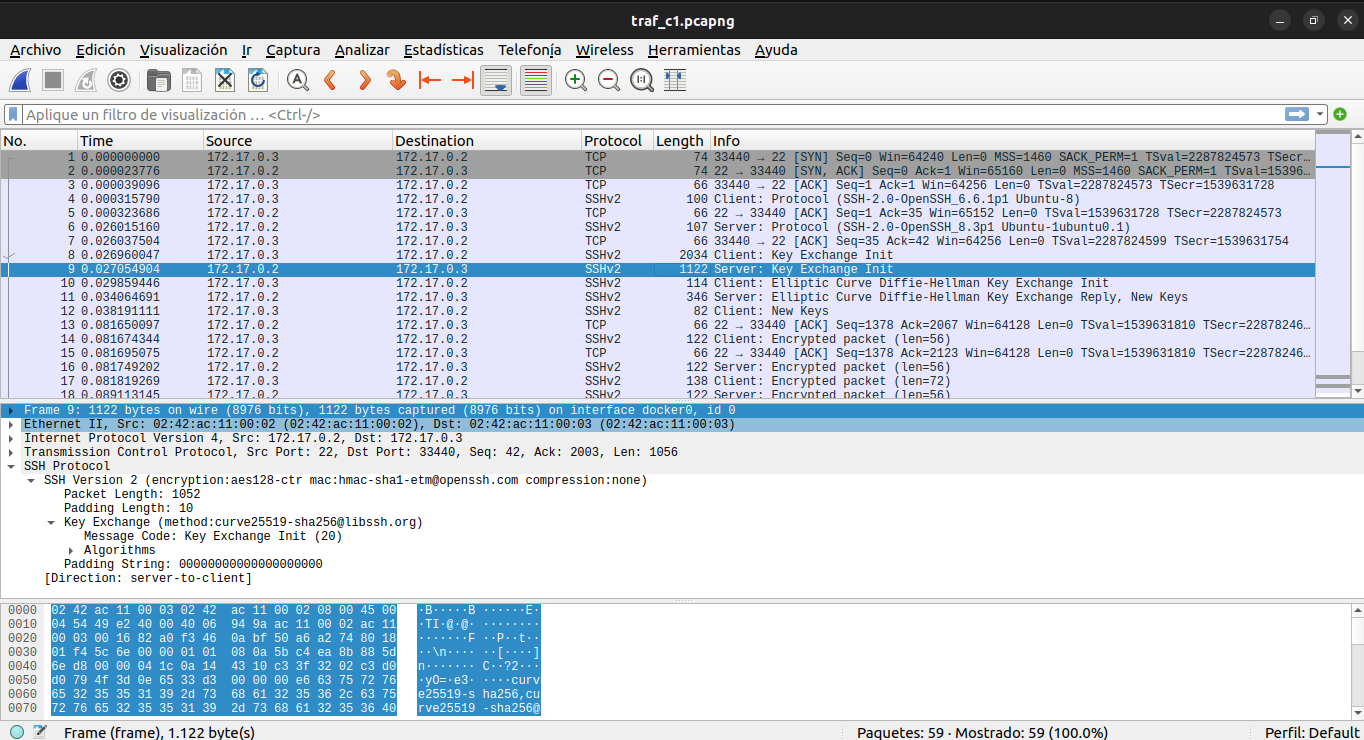 traf_c1.pcapng
Archivo Edición Visualización Ir Captura Analizar Estadísticas Telefonía Wireless Herramientas Ayuda
Aplique un filtro de visualización … <Ctrl-/>
No. Time Source Destination Protocol Length Info
1 0.000000000 172.17.0.3 172.17.0.2 TCP 74 33440 → 22 [SYN] Seq=0 Win=64240 Len=0 MSS=1460 SACK_PERM=1 TSval=2287824573 TSecr…
2 0.000023776 172.17.0.2 172.17.0.3 TCP 74 22 → 33440 [SYN, ACK] Seq=0 Ack=1 Win=65160 Len=0 MSS=1460 SACK_PERM=1 TSval=15396…
3 0.000039096 172.17.0.3 172.17.0.2 TCP 66 33440 → 22 [ACK] Seq=1 Ack=1 Win=64256 Len=0 TSval=2287824573 TSecr=1539631728
4 0.000315790 172.17.0.3 172.17.0.2 SSHv2 100 Client: Protocol (SSH-2.0-OpenSSH_6.6.1p1 Ubuntu-8)
5 0.000323686 172.17.0.2 172.17.0.3 TCP 66 22 → 33440 [ACK] Seq=1 Ack=35 Win=65152 Len=0 TSval=1539631728 TSecr=2287824573
6 0.026015160 172.17.0.2 172.17.0.3 SSHv2 107 Server: Protocol (SSH-2.0-OpenSSH_8.3p1 Ubuntu-1ubuntu0.1)
7 0.026037504 172.17.0.3 172.17.0.2 TCP 66 33440 → 22 [ACK] Seq=35 Ack=42 Win=64256 Len=0 TSval=2287824599 TSecr=1539631754
8 0.026960047 172.17.0.3 172.17.0.2 SSHv2 2034 Client: Key Exchange Init
9 0.027054904 172.17.0.2 172.17.0.3 SSHv2 1122 Server: Key Exchange Init
10 0.029859446 172.17.0.3 172.17.0.2 SSHv2 114 Client: Elliptic Curve Diffie-Hellman Key Exchange Init
11 0.034064691 172.17.0.2 172.17.0.3 SSHv2 346 Server: Elliptic Curve Diffie-Hellman Key Exchange Reply, New Keys
12 0.038191111 172.17.0.3 172.17.0.2 SSHv2 82 Client: New Keys
13 0.081650097 172.17.0.2 172.17.0.3 TCP 66 22 → 33440 [ACK] Seq=1378 Ack=2067 Win=64128 Len=0 TSval=1539631810 TSecr=22878246…
14 0.081674344 172.17.0.3 172.17.0.2 SSHv2 122 Client: Encrypted packet (len=56)
15 0.081695075 172.17.0.2 172.17.0.3 TCP 66 22 → 33440 [ACK] Seq=1378 Ack=2123 Win=64128 Len=0 TSval=1539631810 TSecr=22878246…
16 0.081749202 172.17.0.2 172.17.0.3 SSHv2 122 Server: Encrypted packet (len=56)
17 0.081819269 172.17.0.3 172.17.0.2 SSHv2 138 Client: Encrypted packet (len=72)
18 0.089113145 172.17.0.2 172.17.0.3 SSHv2 122 Server: Encrypted packet (len=56)
Frame 9: 1122 bytes on wire (8976 bits), 1122 bytes captured (8976 bits) on interface docker0, id 0
Ethernet II, Src: 02:42:ac:11:00:02 (02:42:ac:11:00:02), Dst: 02:42:ac:11:00:03 (02:42:ac:11:00:03)
Internet Protocol Version 4, Src: 172.17.0.2, Dst: 172.17.0.3
Transmission Control Protocol, Src Port: 22, Dst Port: 33440, Seq: 42, Ack: 2003, Len: 1056
SSH Protocol
SSH Version 2 (encryption:aes128-ctr mac:hmac-sha1-etm@openssh.com compression:none)
Packet Length: 1052
Padding Length: 10
Key Exchange (method:curve25519-sha256@libssh.org)
Message Code: Key Exchange Init (20)
Algorithms
Padding String: 00000000000000000000
[Direction: server-to-client]
0000 02 42 ac 11 00 03 02 42 ac 11 00 02 08 00 45 00 ·B·····B ······E·
0010 04 54 49 e2 40 00 40 06 94 9a ac 11 00 02 ac 11 ·TI·@·@· ········
0020 00 03 00 16 82 a0 f3 46 0a bf 50 a6 a2 74 80 18 ·······F ··P··t··
0030 01 f4 5c 6e 00 00 01 01 08 0a 5b c4 ea 8b 88 5d ··\n···· ··[····]
0040 6e d8 00 00 04 1c 0a 14 43 10 c3 3f 32 02 c3 d0 n······· C··?2···
0050 d0 79 4f 3d 0e 65 33 d3 00 00 00 e6 63 75 72 76 ·yO=·e3· ····curv
0060 65 32 35 35 31 39 2d 73 68 61 32 35 36 2c 63 75 e25519-s ha256,cu
0070 72 76 65 32 35 35 31 39 2d 73 68 61 32 35 36 40 rve25519 -sha256@
Frame (frame), 1.122 byte(s) Paquetes: 59 · Mostrado: 59 (100.0%) Perfil: Default